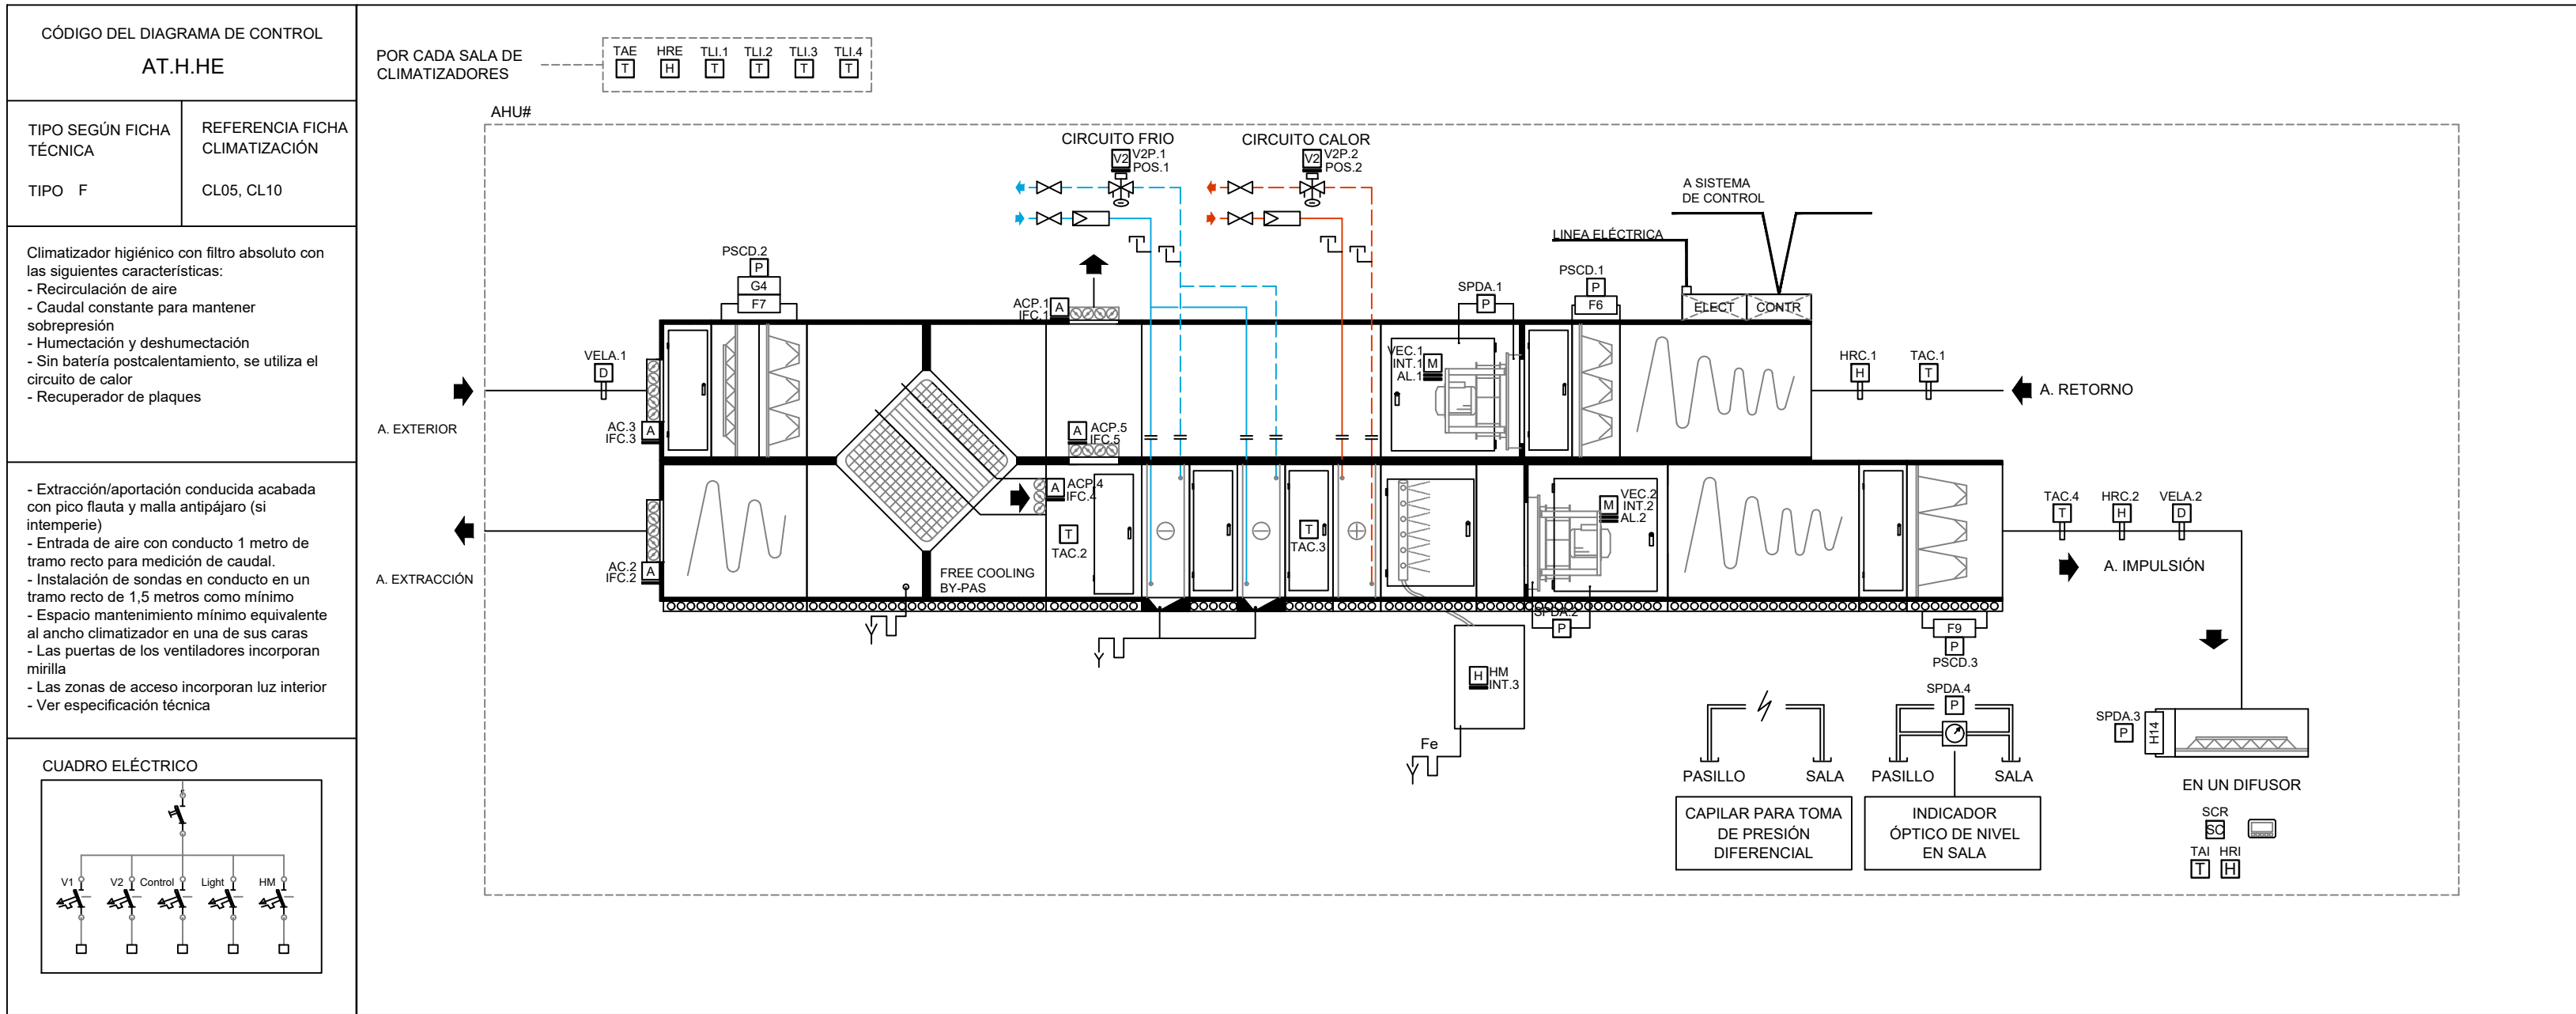 CÓDIGO DEL DIAGRAMA DE CONTROL
AT.H.HE
TIPO SEGÚN FICHA
TÉCNICA
TIPO F
REFERENCIA FICHA
CLIMATIZACIÓN
CL05, CL10
Climatizador higiénico con filtro absoluto con
las siguientes características:
- Recirculación de aire
- Caudal constante para mantener
sobrepresión
- Humectación y deshumectación
- Sin batería postcalentamiento, se utiliza el
circuito de calor
- Recuperador de plaques
- Extracción/aportación conducida acabada
con pico flauta y malla antipájaro (si
intemperie)
- Entrada de aire con conducto 1 metro de
tramo recto para medición de caudal.
- Instalación de sondas en conducto en un
tramo recto de 1,5 metros como mínimo
- Espacio mantenimiento mínimo equivalente
al ancho climatizador en una de sus caras
- Las puertas de los ventiladores incorporan
mirilla
- Las zonas de acceso incorporan luz interior
- Ver especificación técnica
CUADRO ELÉCTRICO
V1 V2 Control Light HM
POR CADA SALA DE
CLIMATIZADORES
TAE HRE TLI.1 TLI.2 TLI.3 TLI.4
T H T T T T
AHU#
CIRCUITO FRIO
V2 V2P.1
POS.1
CIRCUITO CALOR
V2 V2P.2
POS.2
A SISTEMA
DE CONTROL
LINEA ELÉCTRICA
ELECT CONTR
PSCD.2
P
G4
F7
ACP.1 A
IFC.1
SPDA.1
P
PSCD.1
P
F6
VELA.1
D
A. EXTERIOR
AC.3 A
IFC.3
A ACP.5
IFC.5
VEC.1
INT.1 M
AL.1
HRC.1 TAC.1
H T
A. RETORNO
A. EXTRACCIÓN
AC.2 A
IFC.2
A ACP.4
IFC.4
T
TAC.2
FREE COOLING
BY-PAS
T
TAC.3
M VEC.2
INT.2
AL.2
TAC.4 HRC.2 VELA.2
T H D
A. IMPULSIÓN
SPDA.2
P
F9
P
PSCD.3
H HM
INT.3
Fe
PASILLO SALA
CAPILAR PARA TOMA
DE PRESIÓN
DIFERENCIAL
SPDA.4
P
PASILLO SALA
INDICADOR
ÓPTICO DE NIVEL
EN SALA
SPDA.3
P
H14
EN UN DIFUSOR
SCR
SC
TAI HRI
T H